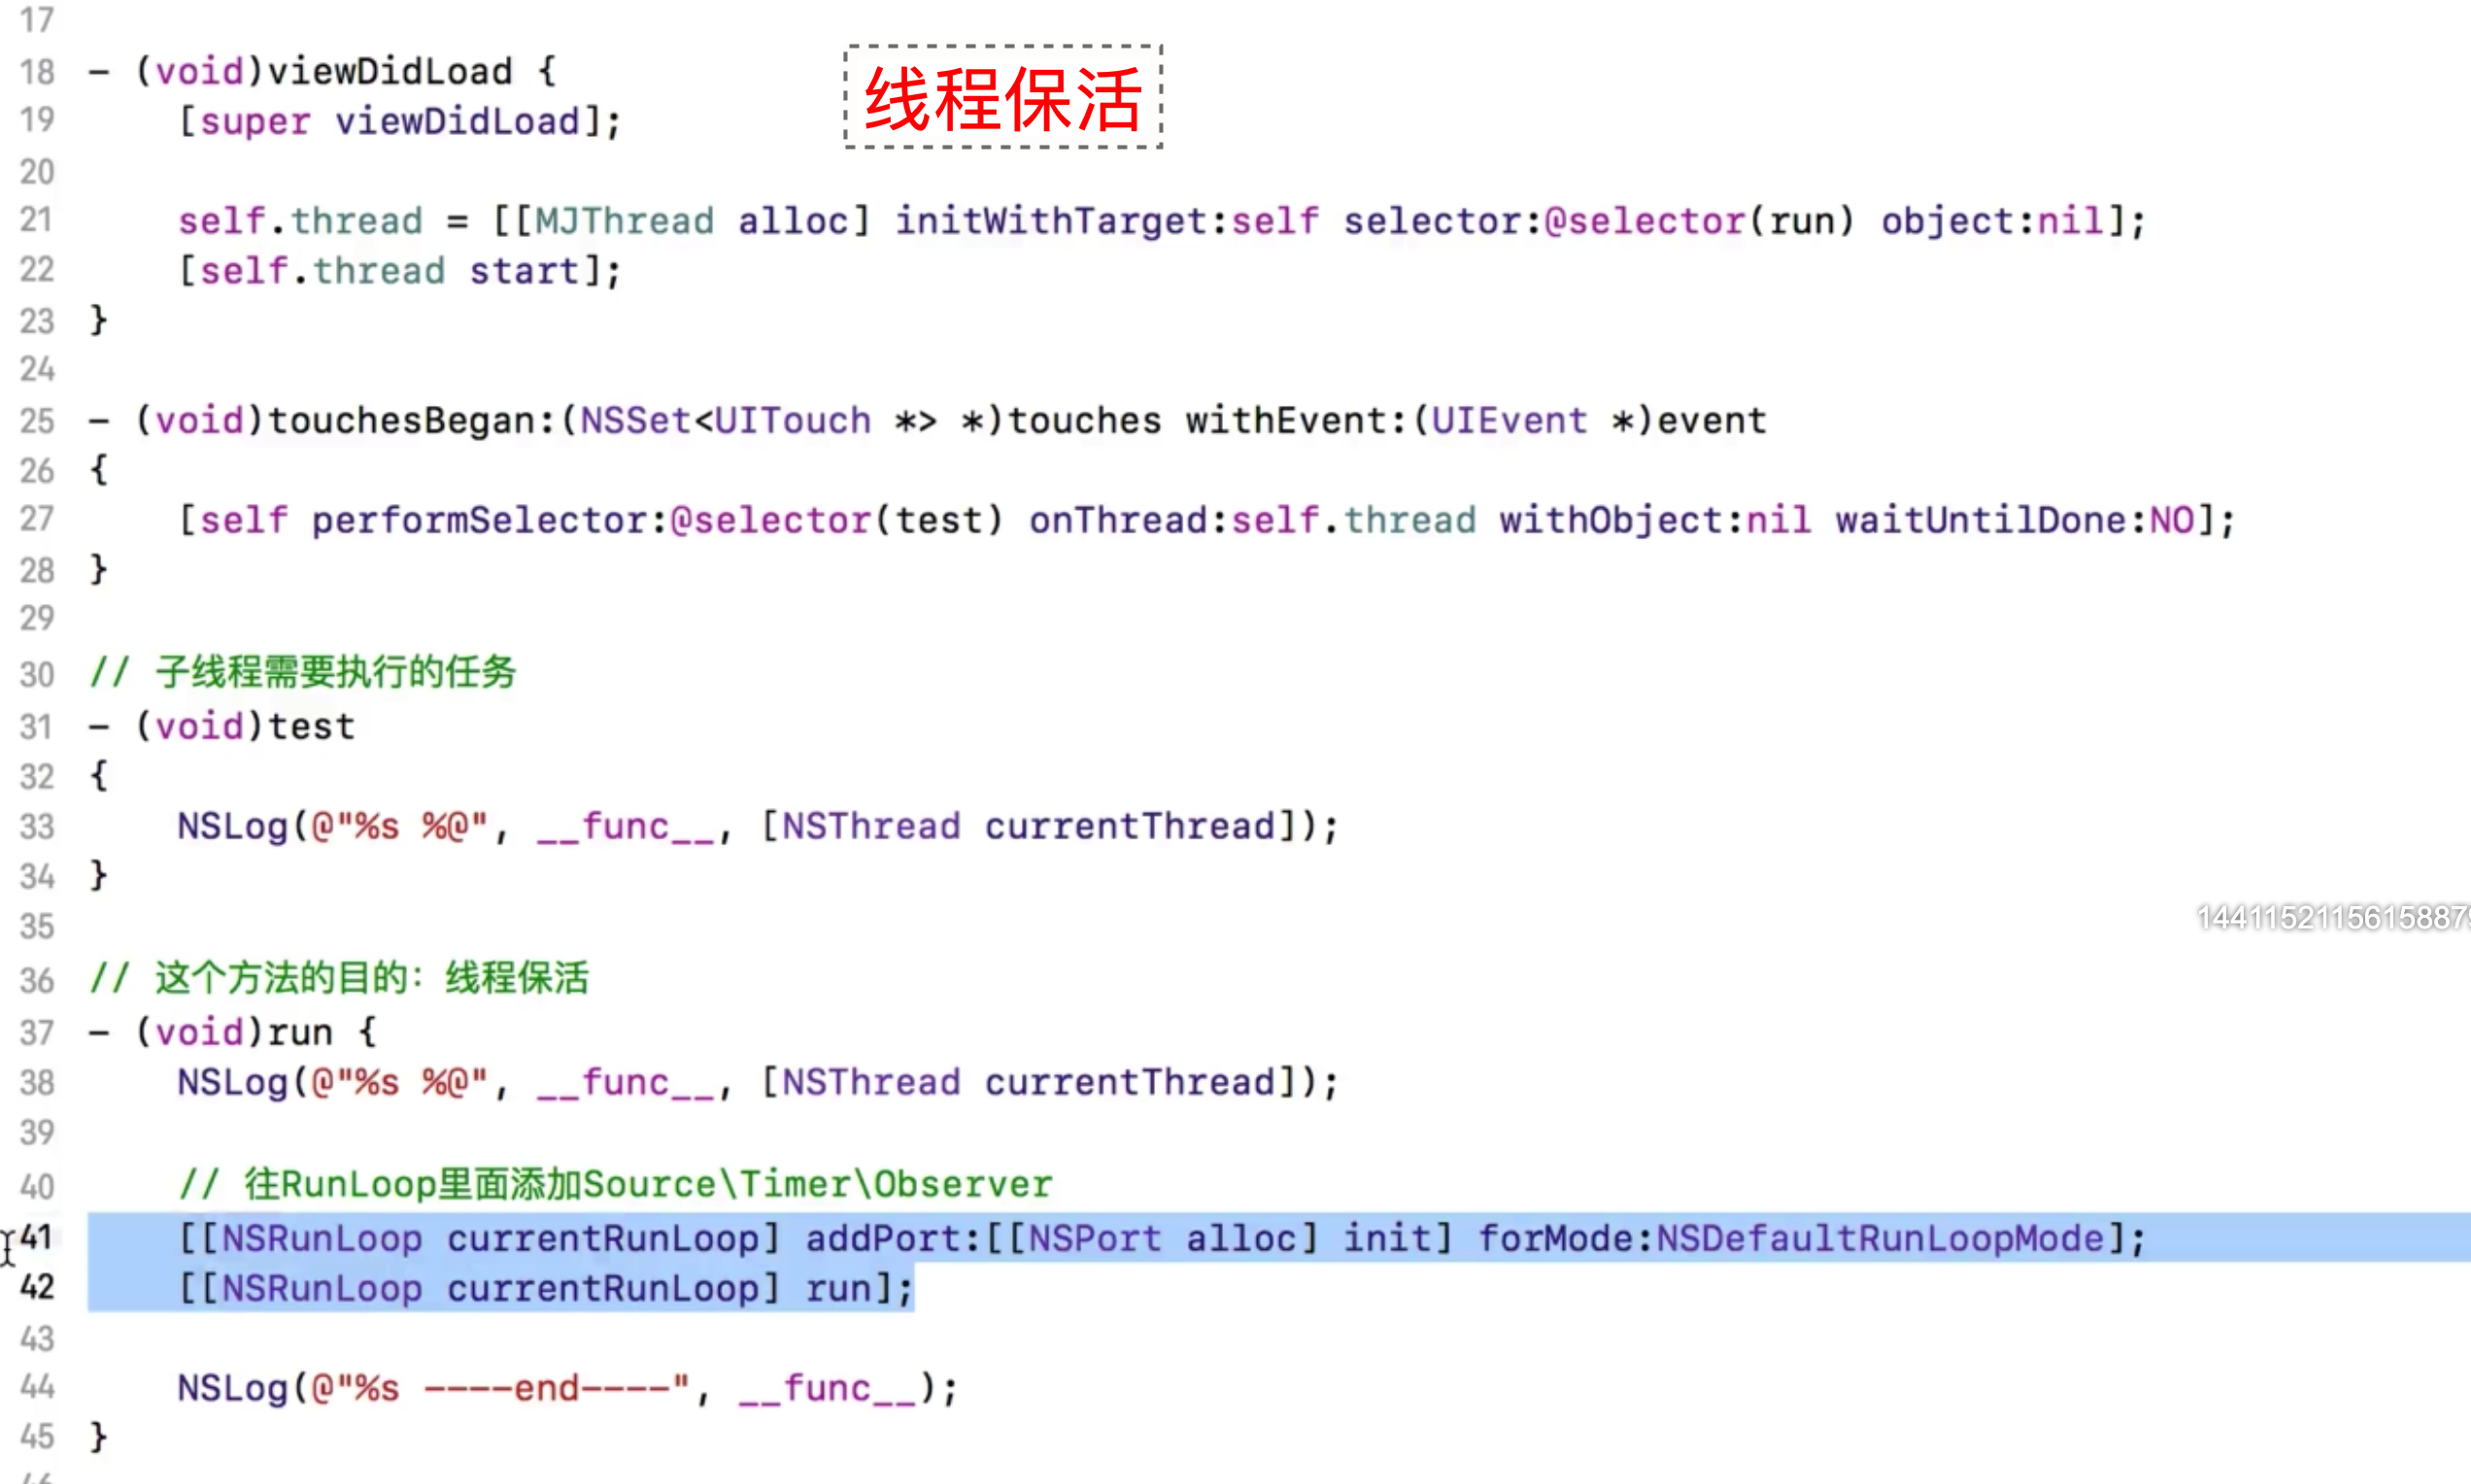 17
18 - (void)viewDidLoad {
线程保活
19 [super viewDidLoad];
20
21 self.thread = [[MJThread alloc] initWithTarget:self selector:@selector(run) object:nil];
22 [self.thread start];
23 }
24
25 - (void)touchesBegan:(NSSet<UITouch *> *)touches withEvent:(UIEvent *)event
26 {
27 [self performSelector:@selector(test) onThread:self.thread withObject:nil waitUntilDone:NO];
28 }
29
30 // 子线程需要执行的任务
31 - (void)test
32 {
33 NSLog(@"%s %@", __func__, [NSThread currentThread]);
34 }
35
1441152115615887
36 // 这个方法的目的：线程保活
37 - (void)run {
38 NSLog(@"%s %@", __func__, [NSThread currentThread]);
39
40 // 往RunLoop里面添加Source\Timer\Observer
41 [[NSRunLoop currentRunLoop] addPort:[[NSPort alloc] init] forMode:NSDefaultRunLoopMode];
42 [[NSRunLoop currentRunLoop] run];
43
44 NSLog(@"%s ----end----", __func__);
45 }